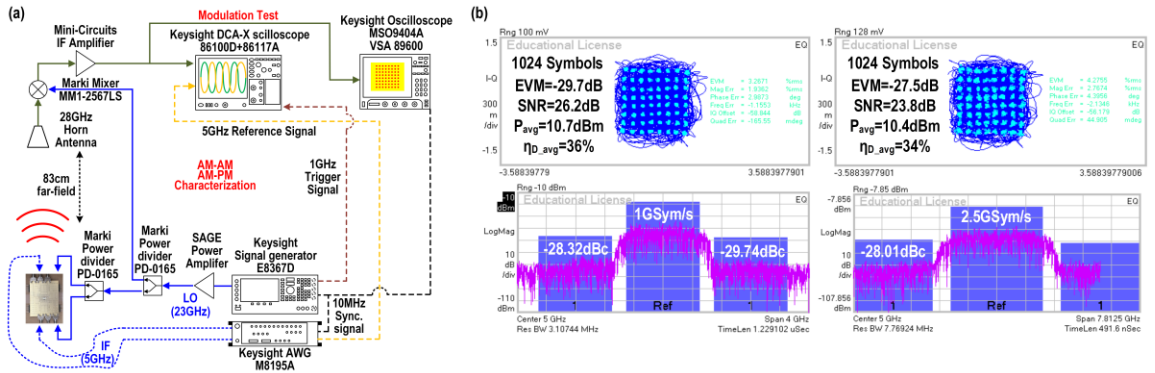 (a)
Modulation Test
Mini-Circuits
IF Amplifier
Keysight DCA-X scilloscope
86100D+86117A
Keysight Oscilloscope
MSO9404A
VSA 89600
Marki Mixer
MM1-2567LS
28GHz
Horn
Antenna
5GHz Reference Signal
83cm
far-field
AM-AM
AM-PM
Characterization
1GHz
Trigger
Signal
Marki
Power
divider
PD-0165
Marki
Power
divider
PD-0165
SAGE
Power
Amplifer
Keysight
Signal generator
E8367D
LO
(23GHz)
10MHz
Sync.
signal
IF
(5GHz)
Keysight AWG
M8195A
(b)
Rng 100 mV
1.5
Educational License
EQ
1024 Symbols
EVM=-29.7dB
SNR=26.2dB
Pavg=10.7dBm
ηD_avg=36%
I-Q
300
m
/div
-1.5
-3.58839779
3.5883977901
Rng 128 mV
1.5
Educational License
EQ
1024 Symbols
EVM=-27.5dB
SNR=23.8dB
Pavg=10.4dBm
ηD_avg=34%
I-Q
300
m
/div
-1.5
-3.58839777901
3.58839779006
Rng -10 dBm
-10
dBm
Educational License
EQ
1GSym/s
LogMag
-28.32dBc
-29.74dBc
10
dB
/div
-110
dBm
1
Ref
1
Center 5 GHz
Span 4 GHz
Res BW 3.10744 MHz
TimeLen 1.229102 uSec
Rng -7.85 dBm
-7.856
dBm
Educational License
EQ
2.5GSym/s
LogMag
-28.01dBc
10
dB
/div
-107.856
dBm
1
Ref
1
Center 5 GHz
Span 7.8125 GHz
Res BW 7.76924 MHz
TimeLen 491.6 nSec